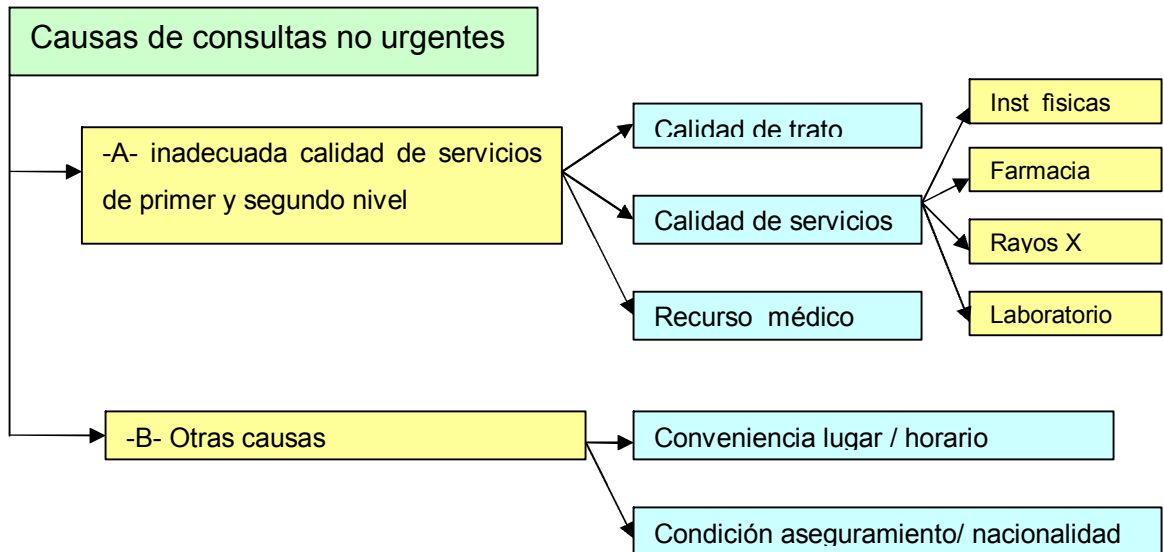 Causas de consultas no urgentes
-A- inadecuada calidad de servicios
de primer y segundo nivel
Calidad de trato
Calidad de servicios
Recurso médico
Inst fìsicas
Farmacia
Rayos X
Laboratorio
-B- Otras causas
Conveniencia lugar / horario
Condición aseguramiento/ nacionalidad